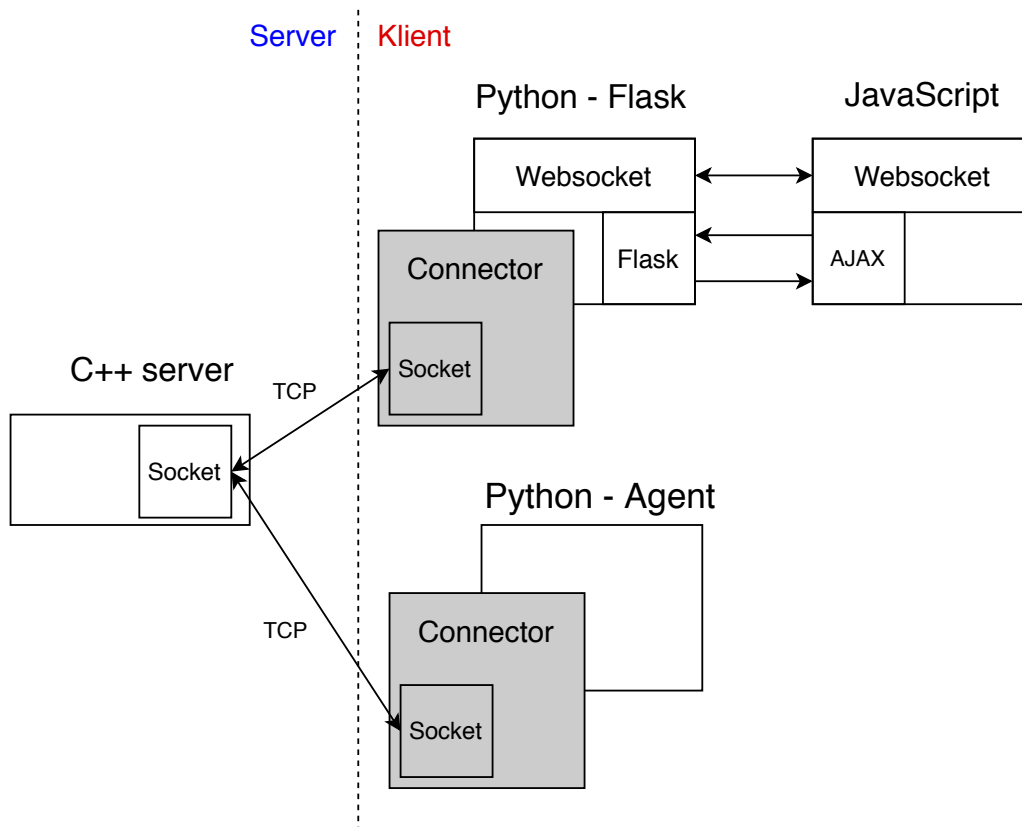 Server
Klient
Python - Flask
JavaScript
Websocket
Websocket
Connector
Flask
AJAX
Socket
C++ server
TCP
Socket
Python - Agent
TCP
Connector
Socket